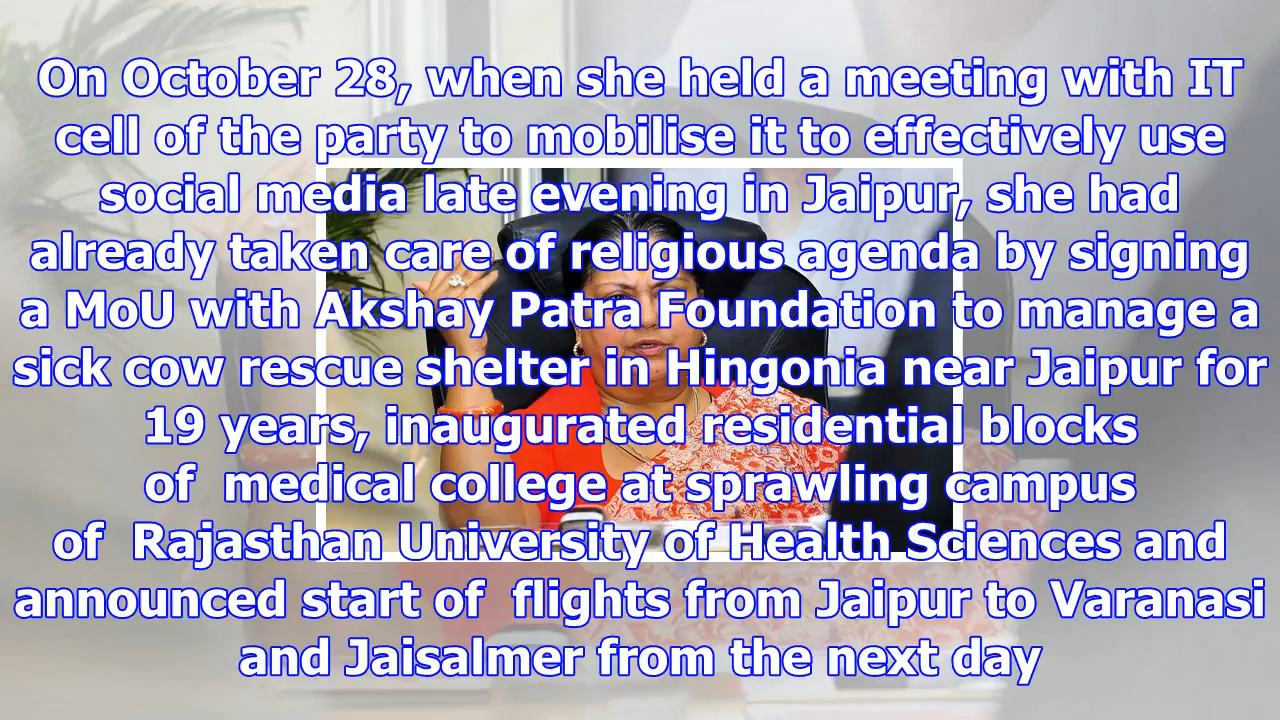 On October 28, when she held a meeting with IT
cell of the party to mobilise it to effectively use
social media late evening in Jaipur, she had
already taken care of religious agenda by signing
a MoU with Akshay Patra Foundation to manage a
sick cow rescue shelter in Hingonia near Jaipur for
19 years, inaugurated residential blocks
of  medical college at sprawling campus
of  Rajasthan University of Health Sciences and
announced start of  flights from Jaipur to Varanasi
and Jaisalmer from the next day